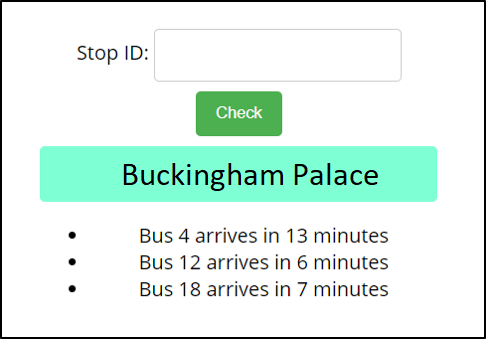 Stop ID:
Check
Buckingham Palace
Bus 4 arrives in 13 minutes
Bus 12 arrives in 6 minutes
Bus 18 arrives in 7 minutes